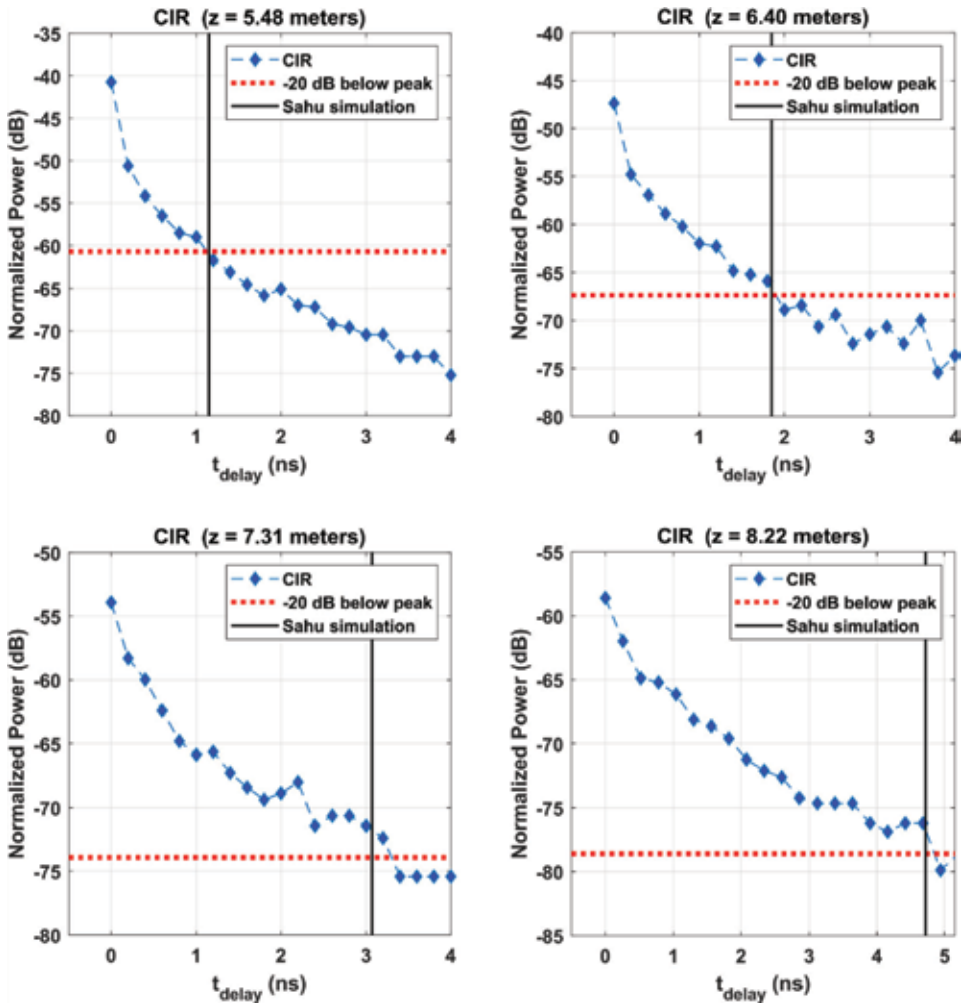 CIR (z = 5.48 meters)
-35
-40
-45
-50
-55
-60
-65
-70
-75
-80
Normalized Power (dB)
CIR
-20 dB below peak
Sahu simulation
0 1 2 3 4
t_delay (ns)
CIR (z = 6.40 meters)
-40
-45
-50
-55
-60
-65
-70
-75
-80
Normalized Power (dB)
CIR
-20 dB below peak
Sahu simulation
0 1 2 3 4
t_delay (ns)
CIR (z = 7.31 meters)
-50
-55
-60
-65
-70
-75
-80
Normalized Power (dB)
CIR
-20 dB below peak
Sahu simulation
0 1 2 3 4
t_delay (ns)
CIR (z = 8.22 meters)
-55
-60
-65
-70
-75
-80
-85
Normalized Power (dB)
CIR
-20 dB below peak
Sahu simulation
0 1 2 3 4 5
t_delay (ns)